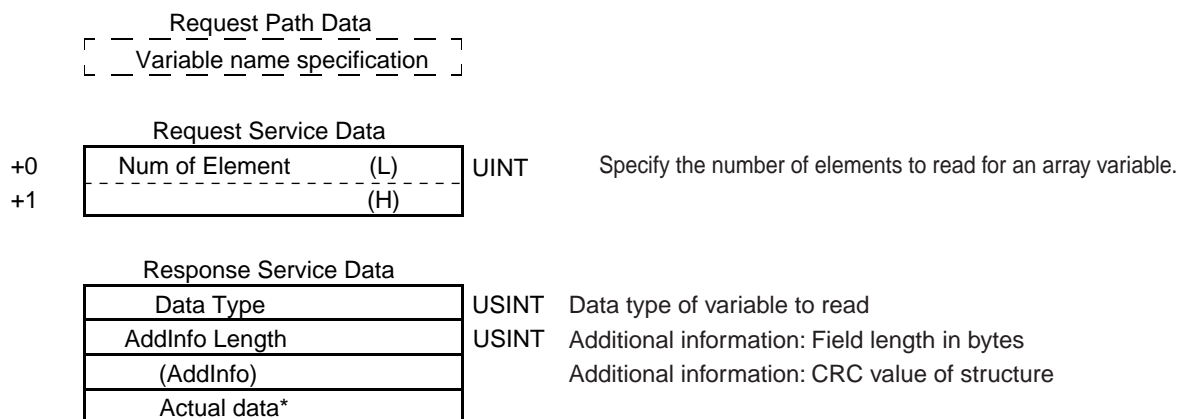 Request Path Data
Variable name specification
Request Service Data
+0 Num of Element (L) UINT Specify the number of elements to read for an array variable.
+1 (H)
Response Service Data
Data Type USINT Data type of variable to read
AddInfo Length USINT Additional information: Field length in bytes
(AddInfo) Additional information: CRC value of structure
Actual data*